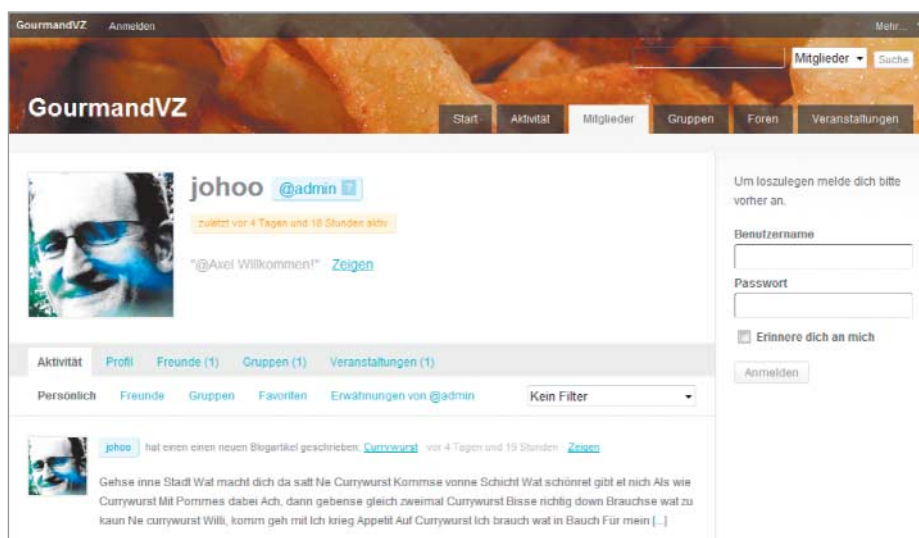 GourmandVZ Anmelden Mehr...
Mitglieder Suche
GourmandVZ
Start Aktivität Mitglieder Gruppen Foren Veranstaltungen
johoo @admin ?
zuletzt vor 4 Tagen und 18 Stunden aktiv
"@Axel Willkommen!" · Zeigen
Aktivität Profil Freunde (1) Gruppen (1) Veranstaltungen (1)
Persönlich Freunde Gruppen Favoriten Erwähnungen von @admin Kein Filter
johoo hat einen einen neuen Blogartikel geschrieben: Currywurst vor 4 Tagen und 19 Stunden · Zeigen
Gehse inne Stadt Wat macht dich da satt Ne Currywurst Kommse vonne Schicht Wat schönret gibt et nich Als wie
Currywurst Mit Pommes dabei Ach, dann gebense gleich zweimal Currywurst Bisse richtig down Brauchse wat zu
kaun Ne currywurst Willi, komm geh mit Ich krieg Appetit Auf Currywurst Ich brauch wat in Bauch Für mein [...]
Um loszulegen melde dich bitte
vorher an.
Benutzername
Passwort
Erinnere dich an mich
Anmelden